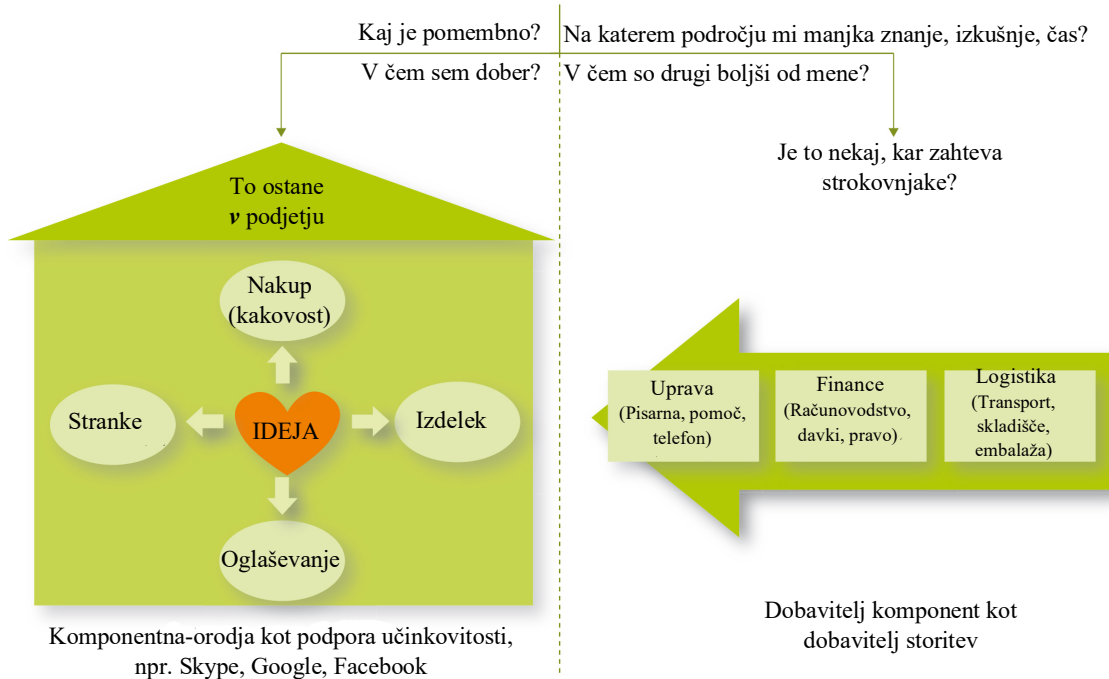 Kaj je pomembno?
V čem sem dober?
Na katerem področju mi manjka znanje, izkušnje, čas?
V čem so drugi boljši od mene?
To ostane
v podjetju
Nakup
(kakovost)
Stranke
IDEJA
Izdelek
Oglaševanje
Komponentna-orodja kot podpora učinkovitosti,
npr. Skype, Google, Facebook
Je to nekaj, kar zahteva
strokovnjake?
Uprava
(Pisarna, pomoč,
telefon)
Finance
(Računovodstvo,
davki, pravo)
Logistika
(Transport,
skladišče,
embalaža)
Dobavitelj komponent kot
dobavitelj storitev